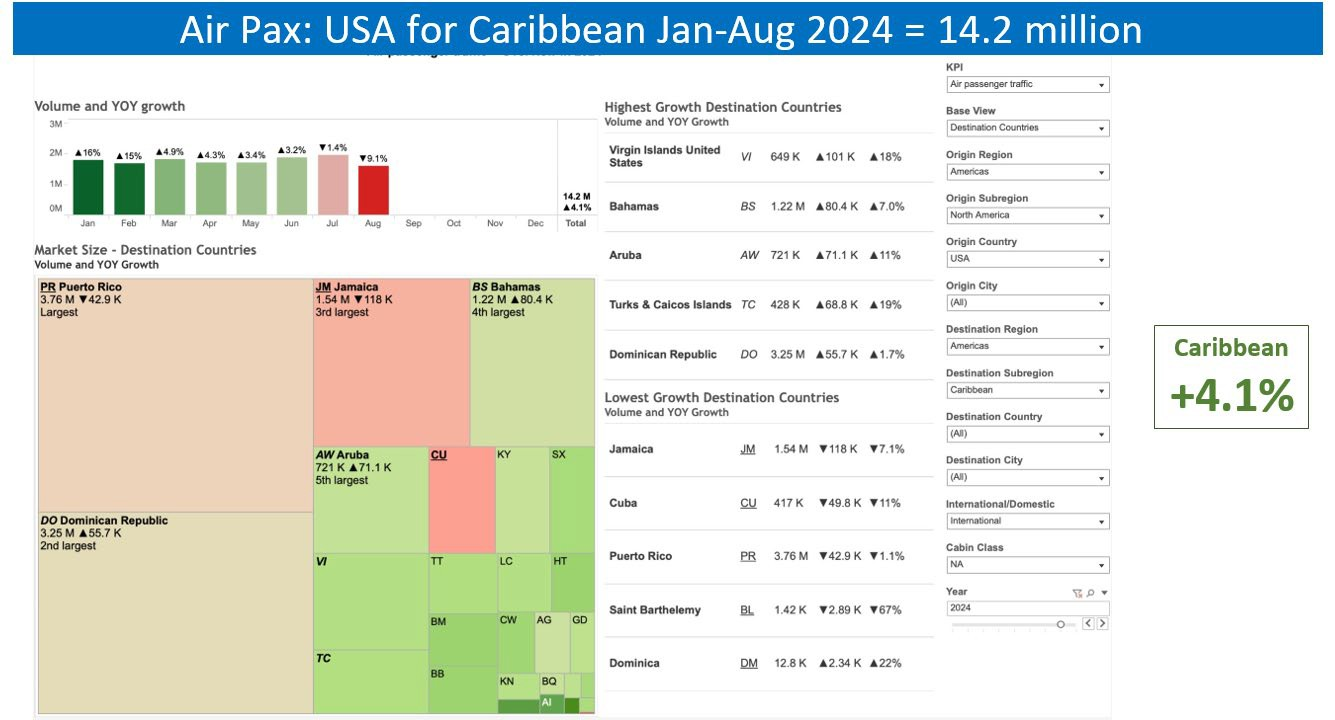 Air Pax: USA for Caribbean Jan-Aug 2024 = 14.2 million
Volume and YOY growth
3M
2M
1M
0M
▲16%
▲15%
▲4.9%
▲4.3%
▲3.4%
▲3.2%
▼1.4%
▼9.1%
14.2 M
▲4.1%
Jan Feb Mar Apr May Jun Jul Aug Sep Oct Nov Dec Total
Market Size - Destination Countries
Volume and YOY Growth
PR Puerto Rico
3.76 M ▼42.9 K
Largest
JM Jamaica
1.54 M ▼118 K
3rd largest
BS Bahamas
1.22 M ▲80.4 K
4th largest
DO Dominican Republic
3.25 M ▲55.7 K
2nd largest
AW Aruba
721 K ▲71.1 K
5th largest
CU
KY
SX
VI
TT
LC
HT
BM
CW
AG
GD
TC
BB
KN
BQ
AI
Highest Growth Destination Countries
Volume and YOY Growth
Virgin Islands United
States
VI 649 K ▲101 K ▲18%
Bahamas BS 1.22 M ▲80.4 K ▲7.0%
Aruba AW 721 K ▲71.1 K ▲11%
Turks & Caicos Islands TC 428 K ▲68.8 K ▲19%
Dominican Republic DO 3.25 M ▲55.7 K ▲1.7%
Lowest Growth Destination Countries
Volume and YOY Growth
Jamaica JM 1.54 M ▼118 K ▼7.1%
Cuba CU 417 K ▼49.8 K ▼11%
Puerto Rico PR 3.76 M ▼42.9 K ▼1.1%
Saint Barthelemy BL 1.42 K ▼2.89 K ▼67%
Dominica DM 12.8 K ▲2.34 K ▲22%
KPI
Air passenger traffic
Base View
Destination Countries
Origin Region
Americas
Origin Subregion
North America
Origin Country
USA
Origin City
(All)
Destination Region
Americas
Destination Subregion
Caribbean
Destination Country
(All)
Destination City
(All)
International/Domestic
International
Cabin Class
NA
Year
2024
Caribbean
+4.1%